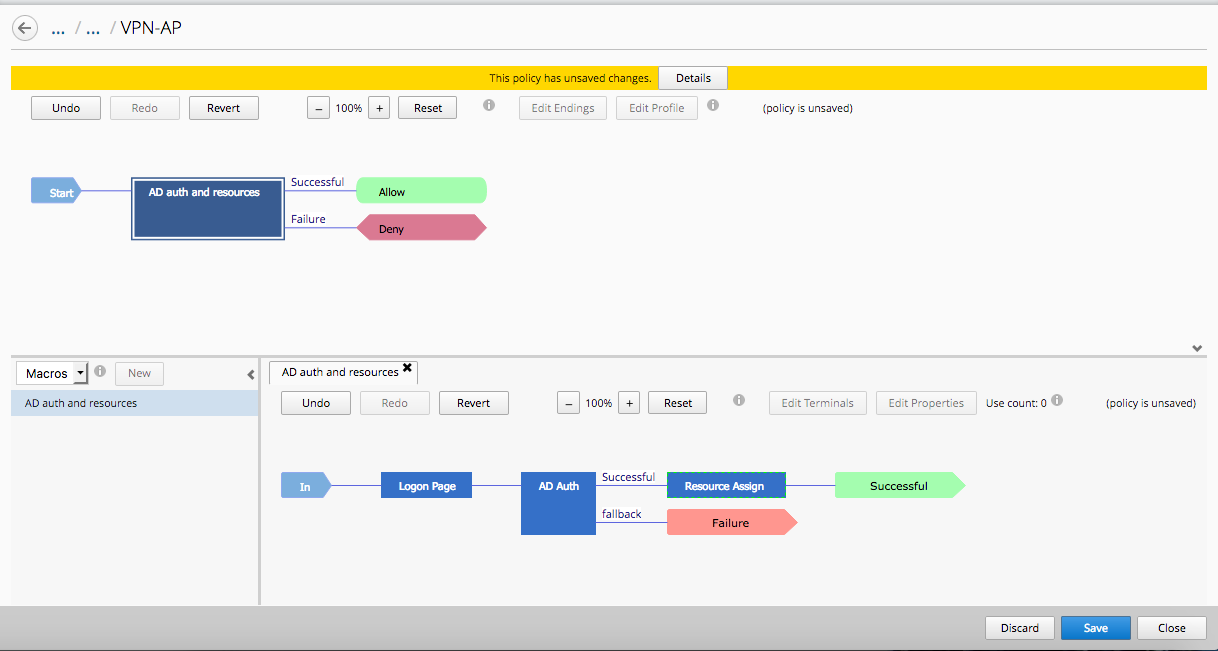 ... / ... / VPN-AP
This policy has unsaved changes. Details
Undo Redo Revert – 100% + Reset Edit Endings Edit Profile (policy is unsaved)
Start
AD auth and resources
Successful
Allow
Failure
Deny
Macros New
AD auth and resources
AD auth and resources
Undo Redo Revert – 100% + Reset Edit Terminals Edit Properties Use count: 0 (policy is unsaved)
In
Logon Page
AD Auth
Successful
Resource Assign
Successful
fallback
Failure
Discard Save Close